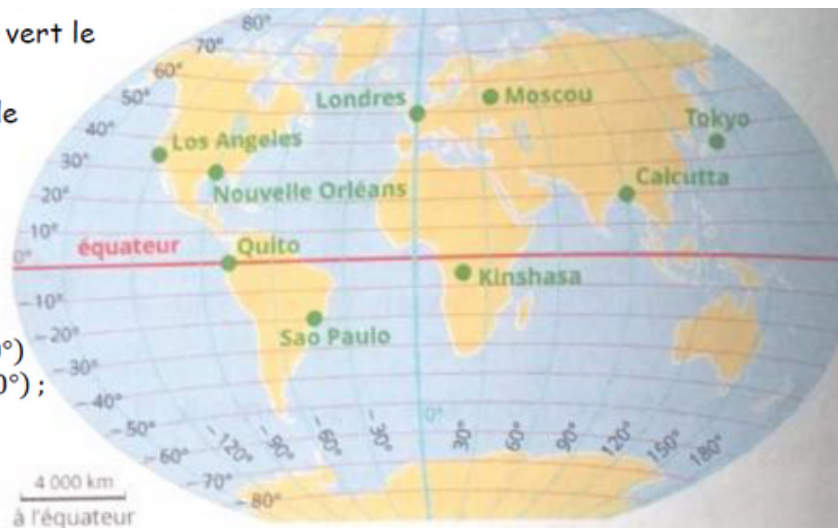 vert le
le
°)
0°) ;
80°
70°
60°
50°
40°
30°
20°
10°
0°
−10°
−20°
−30°
−40°
−50°
−60°
−70°
−80°
Londres
Moscou
Tokyo
Los Angeles
Nouvelle Orléans
Calcutta
équateur
Quito
Kinshasa
Sao Paulo
0°
−120°
−90°
−60°
−30°
30°
60°
90°
120°
150°
180°
4 000 km
à l'équateur